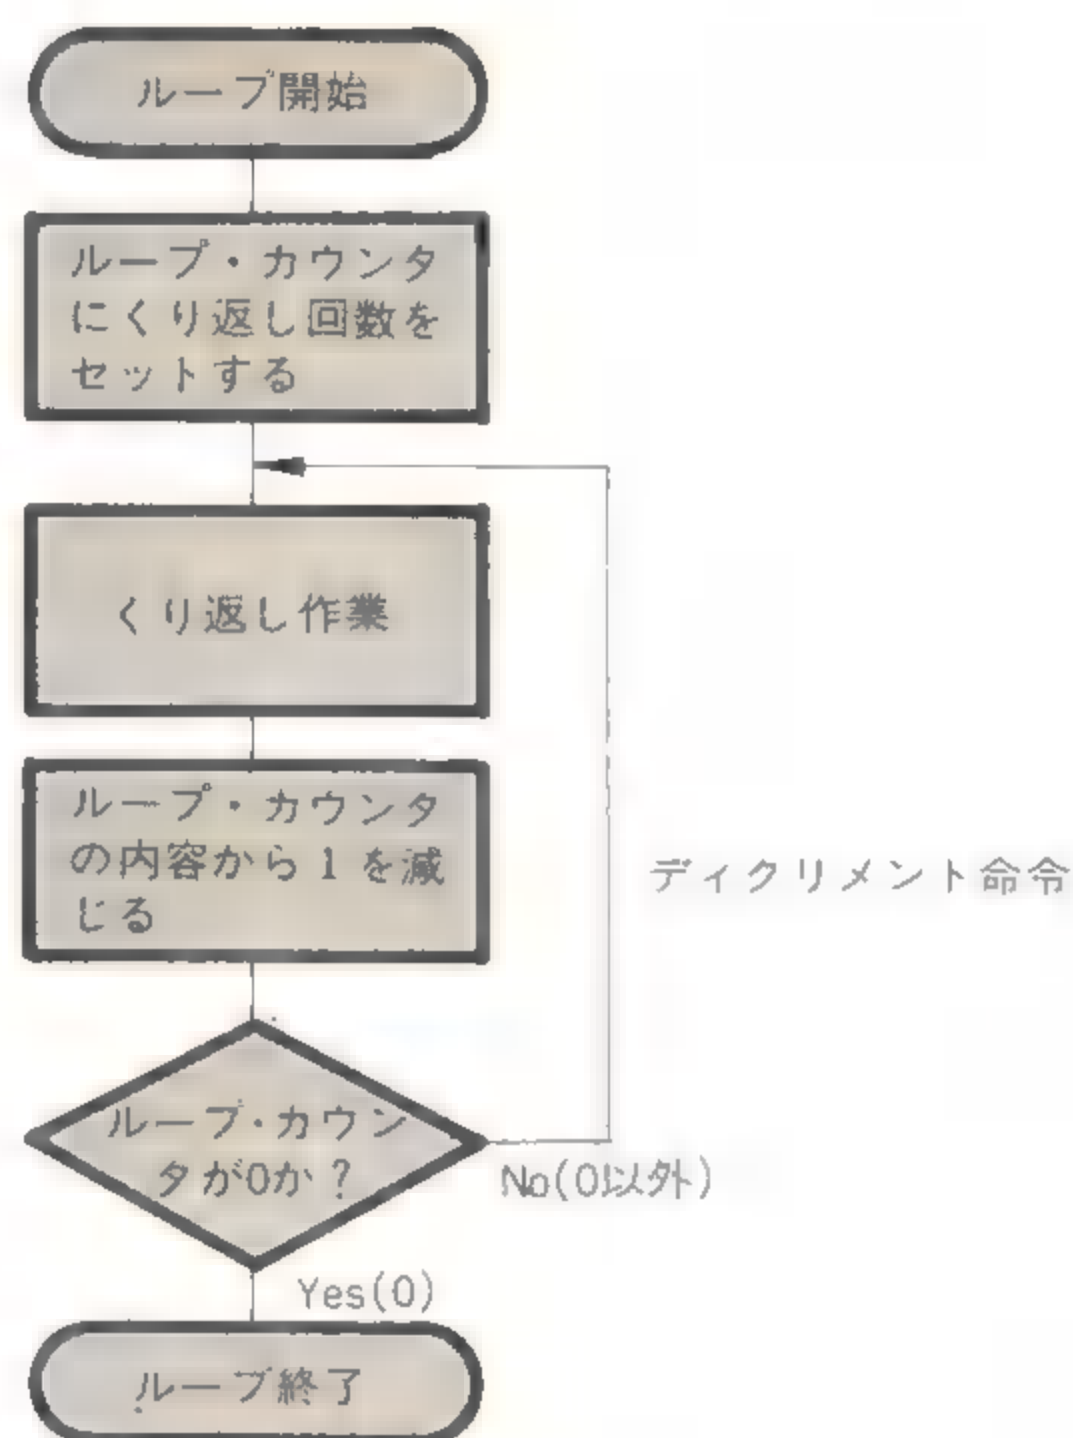 ループ開始
ループ・カウンタ
にくり返し回数を
セットする
くり返し作業
ループ・カウンタ
の内容から1を減
じる
ディクリメント命令
ループ・カウン
タが0か?
No(0以外)
Yes(0)
ループ終了